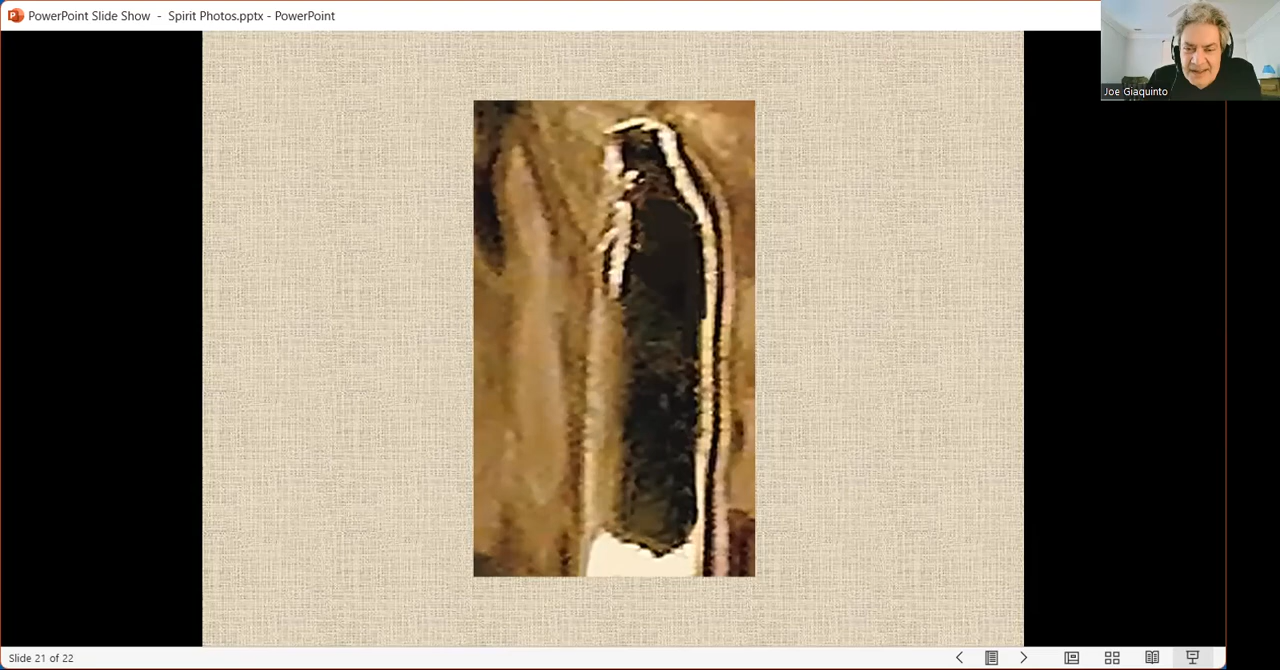 PowerPoint Slide Show - Spirit Photos.pptx - PowerPoint
Joe Giaquinto
Slide 21 of 22